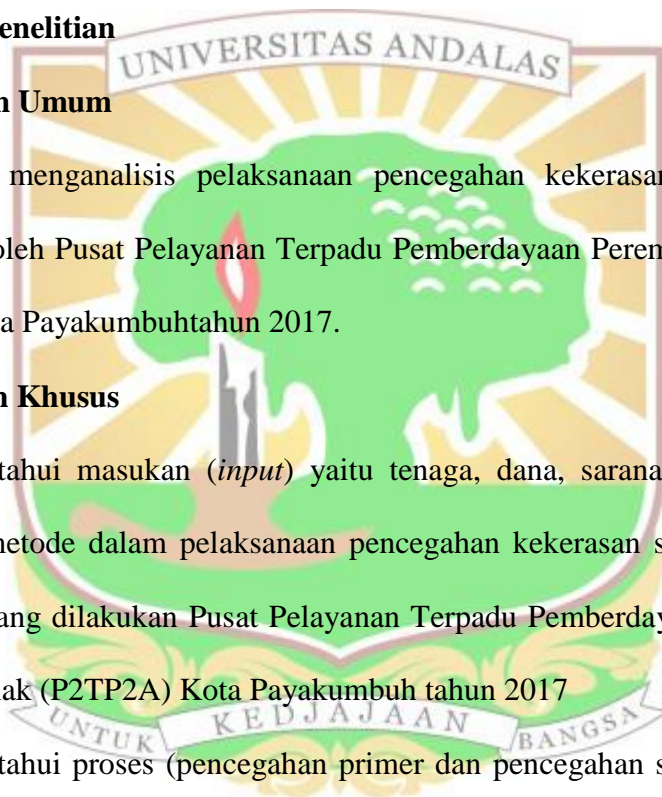 enelitian
UNIVERSITAS ANDALAS
n Umum
menganalisis pelaksanaan pencegahan kekerasan
oleh Pusat Pelayanan Terpadu Pemberdayaan Perem
a Payakumbuhtahun 2017.
n Khusus
tahui masukan (input) yaitu tenaga, dana, sarana
metode dalam pelaksanaan pencegahan kekerasan s
ang dilakukan Pusat Pelayanan Terpadu Pemberday
ak (P2TP2A) Kota Payakumbuh tahun 2017
UNTUK KEDJAJAAN BANGSA
tahui proses (pencegahan primer dan pencegahan s